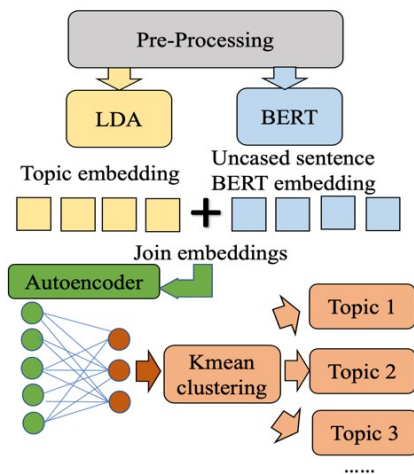 Pre-Processing
LDA
BERT
Topic embedding
Uncased sentence
BERT embedding
+
Join embeddings
Autoencoder
Kmean
clustering
Topic 1
Topic 2
Topic 3
......